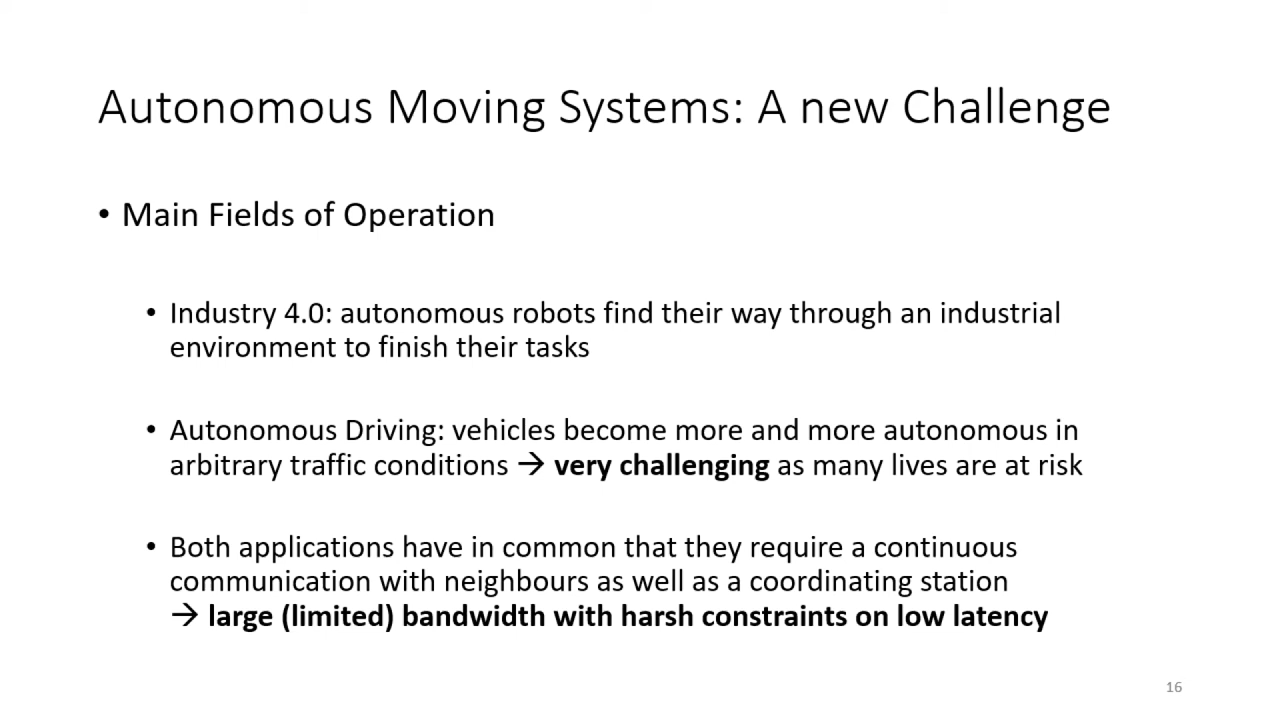 Autonomous Moving Systems: A new Challenge
• Main Fields of Operation
• Industry 4.0: autonomous robots find their way through an industrial
environment to finish their tasks
• Autonomous Driving: vehicles become more and more autonomous in
arbitrary traffic conditions → very challenging as many lives are at risk
• Both applications have in common that they require a continuous
communication with neighbours as well as a coordinating station
→ large (limited) bandwidth with harsh constraints on low latency
16